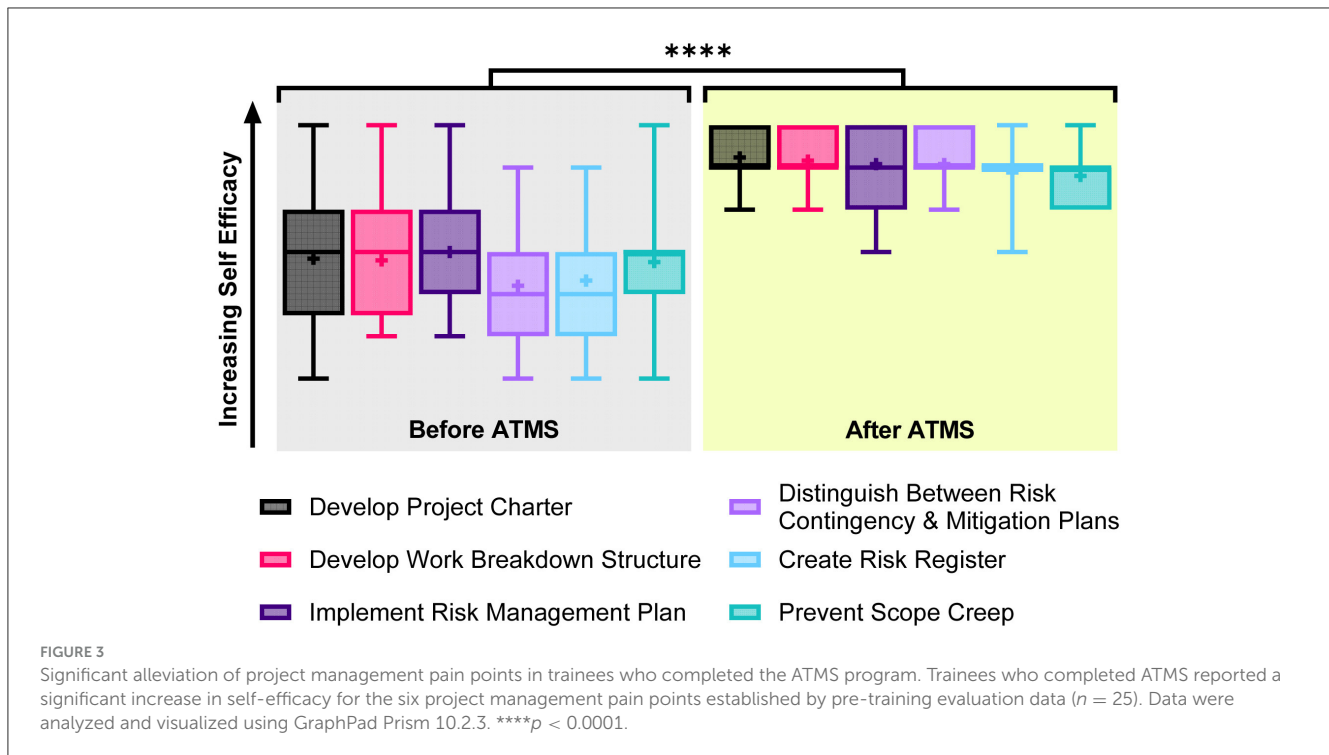 ****
Increasing Self Efficacy
Before ATMS
After ATMS
Develop Project Charter
Develop Work Breakdown Structure
Implement Risk Management Plan
Distinguish Between Risk
Contingency & Mitigation Plans
Create Risk Register
Prevent Scope Creep
FIGURE 3
Significant alleviation of project management pain points in trainees who completed the ATMS program. Trainees who completed ATMS reported a
significant increase in self-efficacy for the six project management pain points established by pre-training evaluation data (n = 25). Data were
analyzed and visualized using GraphPad Prism 10.2.3. ****p < 0.0001.